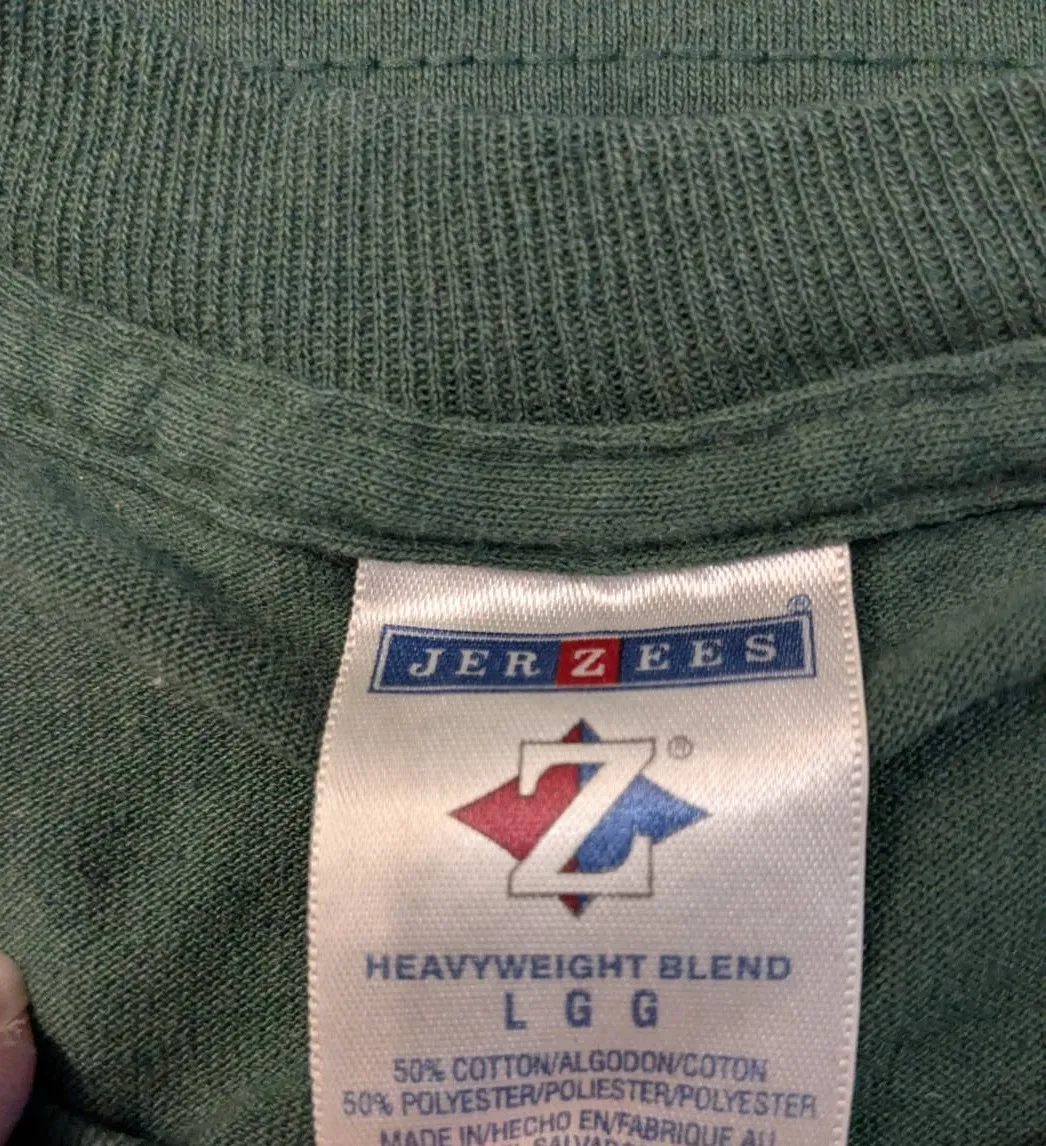 JERZEES®
Z®
HEAVYWEIGHT BLEND
L G G
50% COTTON/ALGODON/COTON
50% POLYESTER/POLIESTER/POLYESTER
MADE IN/HECHO EN/FABRIQUE AU